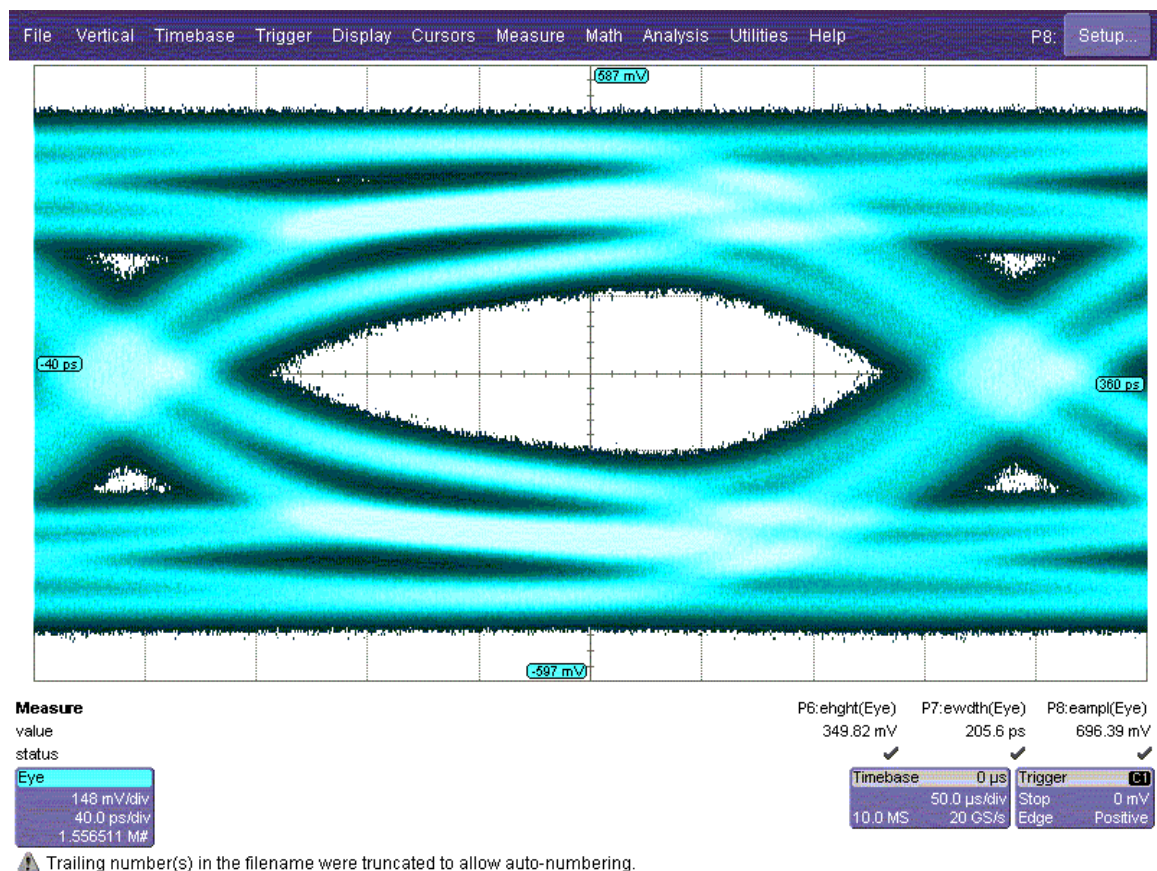 File Vertical Timebase Trigger Display Cursors Measure Math Analysis Utilities Help P8: Setup...
587 mV
-40 ps
360 ps
-597 mV
Measure P6:ehght(Eye) P7:ewdth(Eye) P8:eampl(Eye)
value 349.82 mV 205.6 ps 696.39 mV
status
Eye Timebase 0 µs Trigger C1
148 mV/div 50.0 µs/div Stop 0 mV
40.0 ps/div 10.0 MS 20 GS/s Edge Positive
1.556511 M#
Trailing number(s) in the filename were truncated to allow auto-numbering.